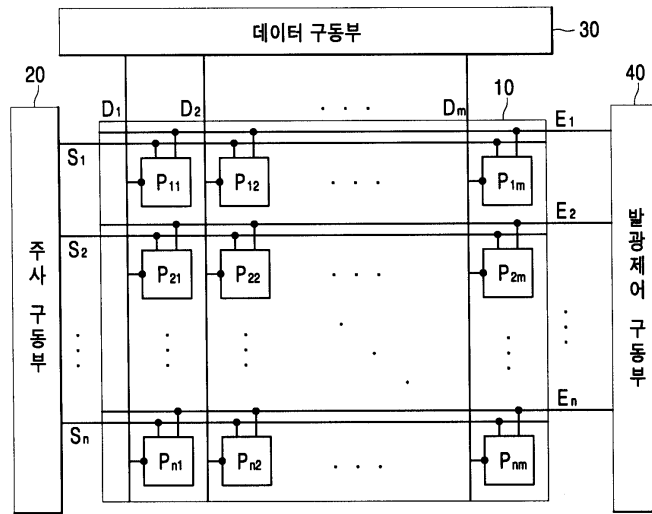 데이터 구동부 30
20 40
D1 D2 . . . Dm 10
E1
S1
P11 P12 . . . P1m
E2
S2
P21 P22 . . . P2m
주사 구동부
발광제어 구동부
En
Sn
Pn1 Pn2 . . . Pnm